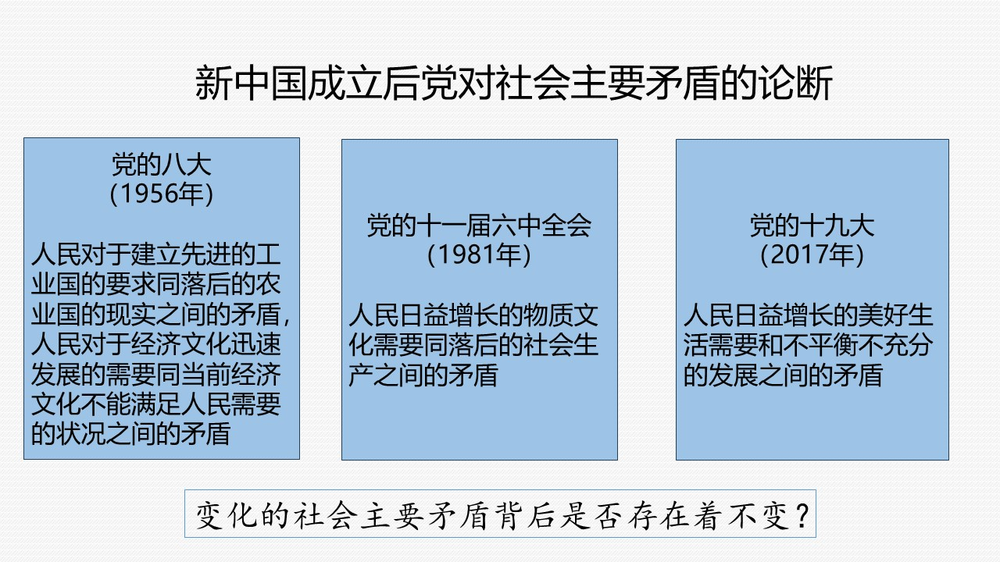 新中国成立后党对社会主要矛盾的论断
党的八大
（1956年）
人民对于建立先进的工
业国的要求同落后的农
业国的现实之间的矛盾，
人民对于经济文化迅速
发展的需要同当前经济
文化不能满足人民需要
的状况之间的矛盾
党的十一届六中全会
（1981年）
人民日益增长的物质文
化需要同落后的社会生
产之间的矛盾
党的十九大
（2017年）
人民日益增长的美好生
活需要和不平衡不充分
的发展之间的矛盾
变化的社会主要矛盾背后是否存在着不变？